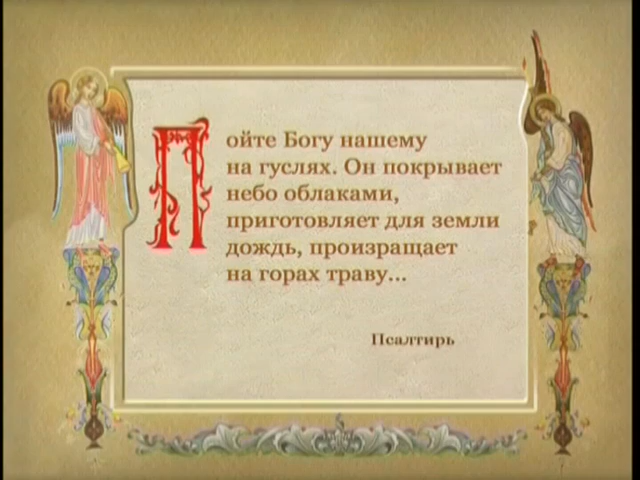 Пойте Богу нашему
на гуслях. Он покрывает
небо облаками,
приготовляет для земли
дождь, произращает
на горах траву...
Псалтирь